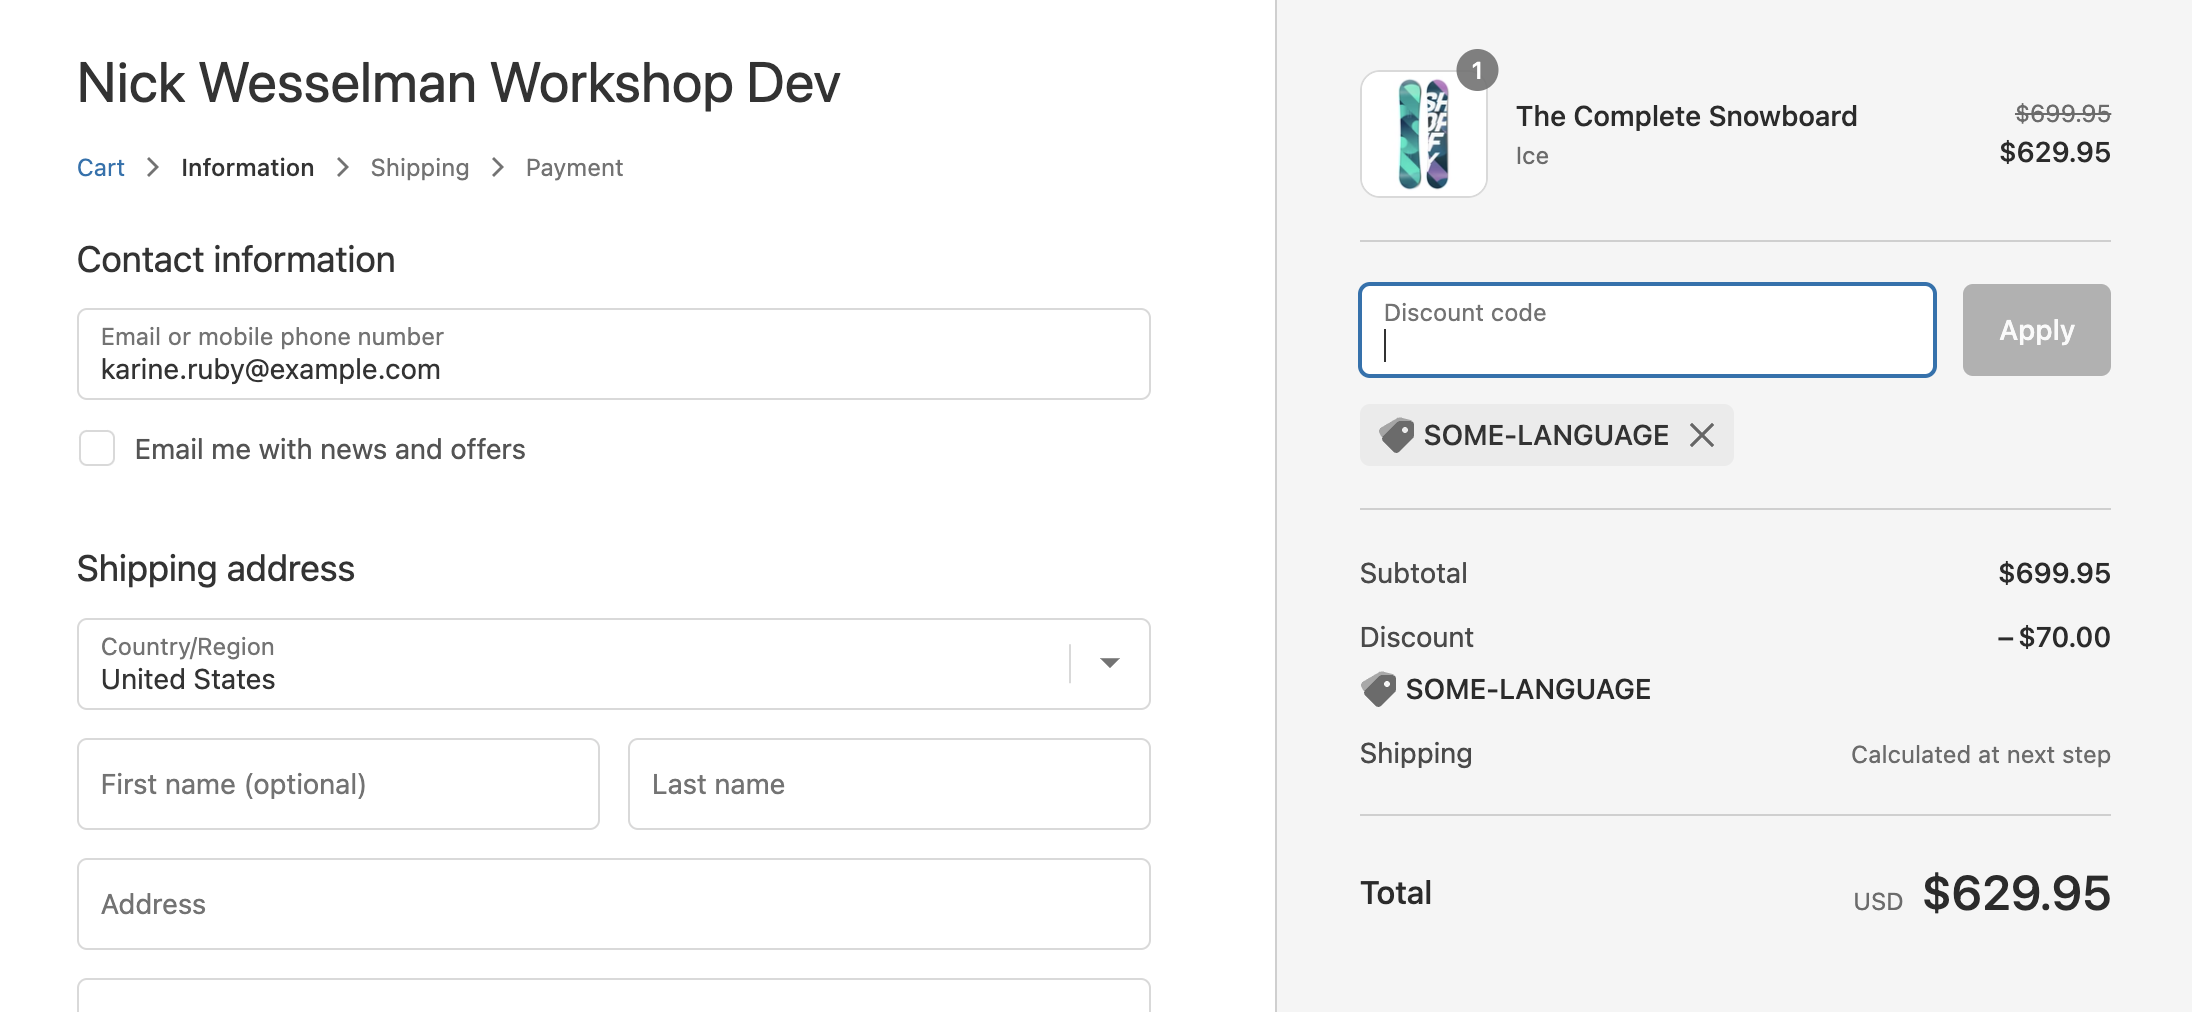 Nick Wesselman Workshop Dev
Cart > Information > Shipping > Payment
Contact information
Email or mobile phone number
karine.ruby@example.com
Email me with news and offers
Shipping address
Country/Region
United States
First name (optional) Last name
Address
1
The Complete Snowboard $699.95
Ice $629.95
Discount code
Apply
SOME-LANGUAGE
Subtotal $699.95
Discount – $70.00
SOME-LANGUAGE
Shipping Calculated at next step
Total USD $629.95